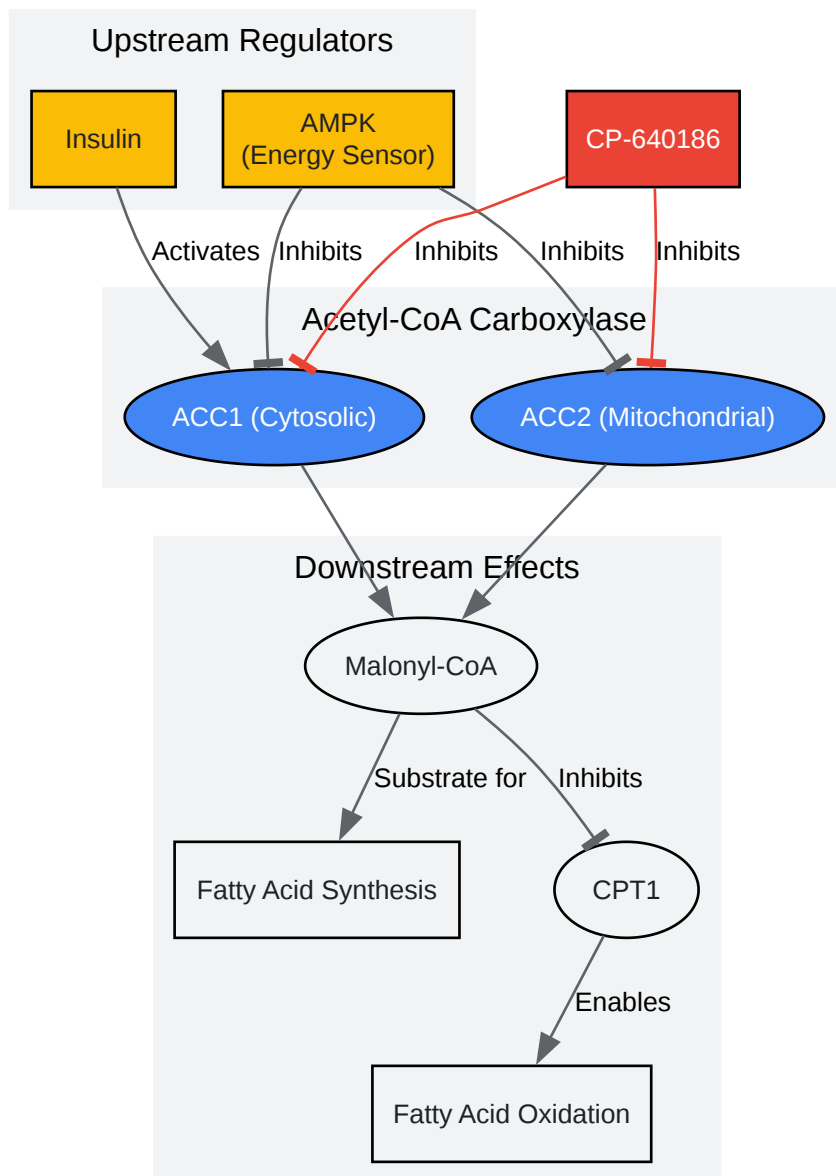 Upstream Regulators
Insulin
AMPK
(Energy Sensor)
CP-640186
Activates
Inhibits
Inhibits
Inhibits
Inhibits
Acetyl-CoA Carboxylase
ACC1 (Cytosolic)
ACC2 (Mitochondrial)
Downstream Effects
Malonyl-CoA
Substrate for
Inhibits
Fatty Acid Synthesis
CPT1
Enables
Fatty Acid Oxidation